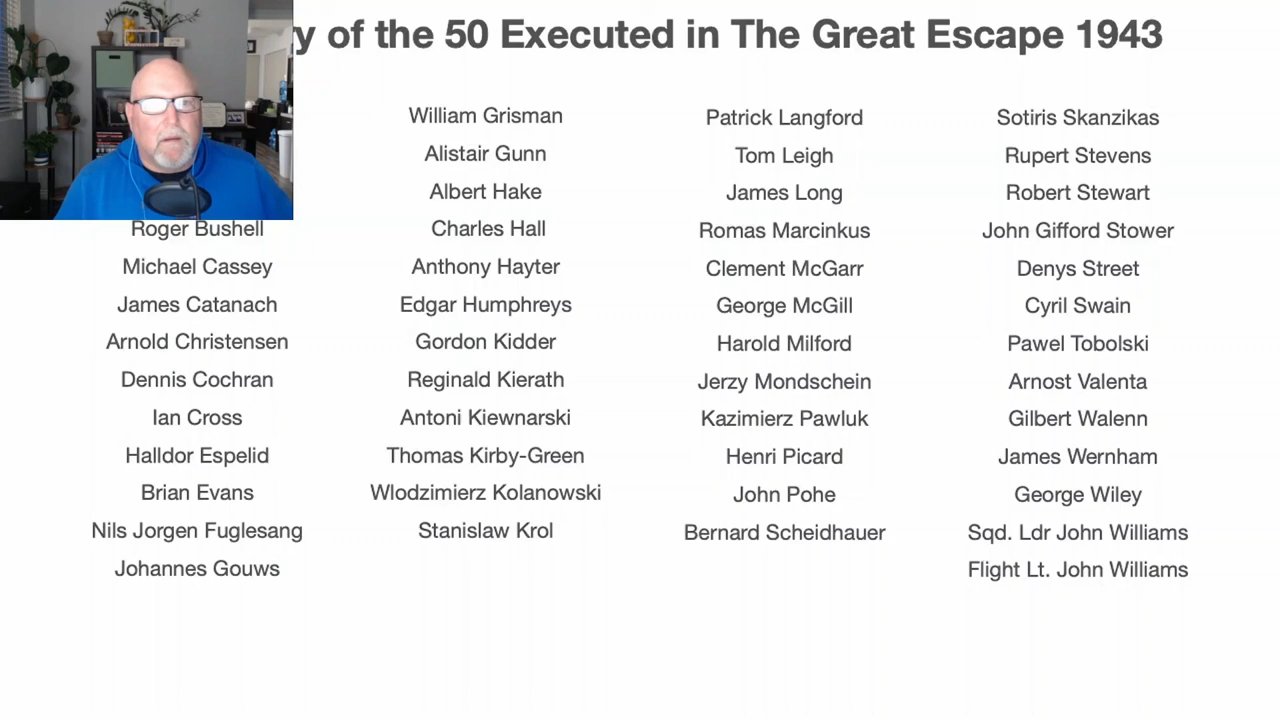 y of the 50 Executed in The Great Escape 1943
Roger Bushell
Michael Cassey
James Catanach
Arnold Christensen
Dennis Cochran
Ian Cross
Halldor Espelid
Brian Evans
Nils Jorgen Fuglesang
Johannes Gouws
William Grisman
Alistair Gunn
Albert Hake
Charles Hall
Anthony Hayter
Edgar Humphreys
Gordon Kidder
Reginald Kierath
Antoni Kiewnarski
Thomas Kirby-Green
Wlodzimierz Kolanowski
Stanislaw Krol
Patrick Langford
Tom Leigh
James Long
Romas Marcinkus
Clement McGarr
George McGill
Harold Milford
Jerzy Mondschein
Kazimierz Pawluk
Henri Picard
John Pohe
Bernard Scheidhauer
Sotiris Skanzikas
Rupert Stevens
Robert Stewart
John Gifford Stower
Denys Street
Cyril Swain
Pawel Tobolski
Arnost Valenta
Gilbert Walenn
James Wernham
George Wiley
Sqd. Ldr John Williams
Flight Lt. John Williams